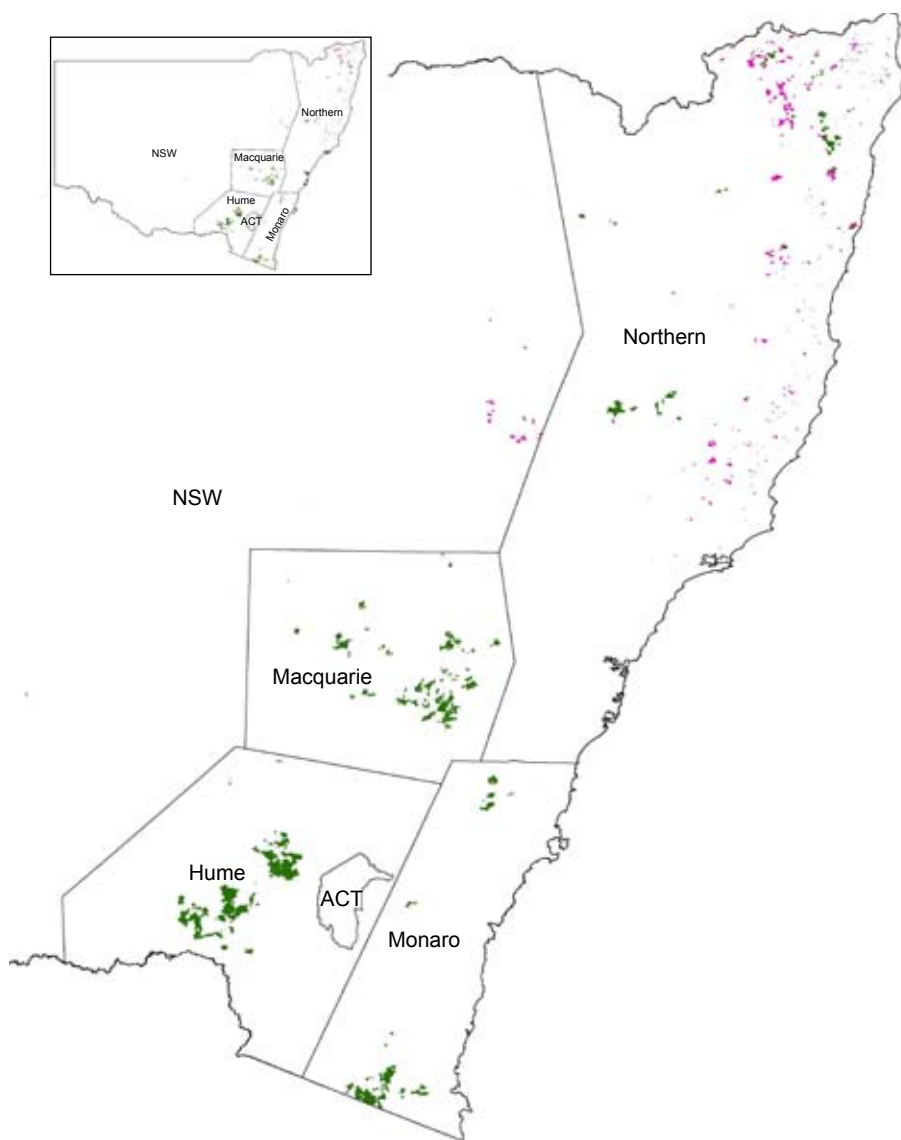 Northern
NSW
Macquarie
Hume
ACT
Monaro
Northern
NSW
Macquarie
Hume
ACT
Monaro